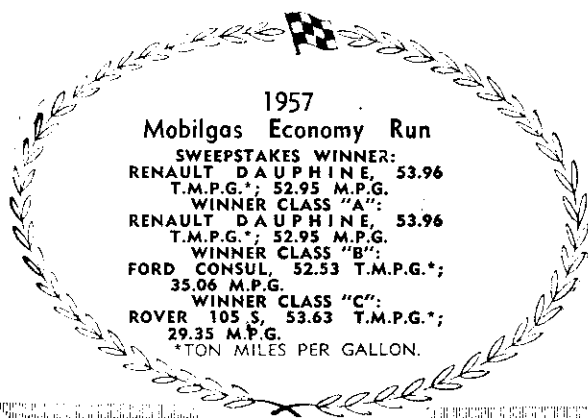 1957
Mobilgas Economy Run
SWEEPSTAKES WINNER:
RENAULT DAUPHINE, 53.96
T.M.P.G.*; 52.95 M.P.G.
WINNER CLASS "A":
RENAULT DAUPHINE, 53.96
T.M.P.G.*; 52.95 M.P.G.
WINNER CLASS "B":
FORD CONSUL, 52.53 T.M.P.G.*;
35.06 M.P.G.
WINNER CLASS "C":
ROVER 105 S, 53.63 T.M.P.G.*;
29.35 M.P.G.
*TON MILES PER GALLON.